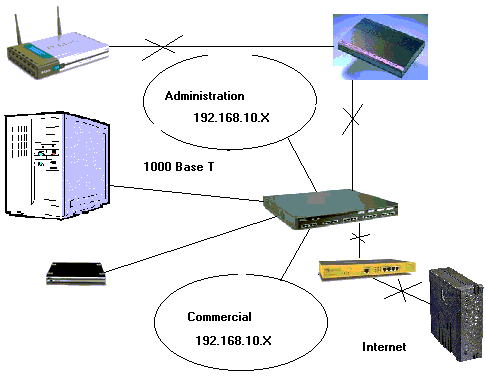 Administration
192.168.10.X
1000 Base T
Commercial
192.168.10.X
Internet